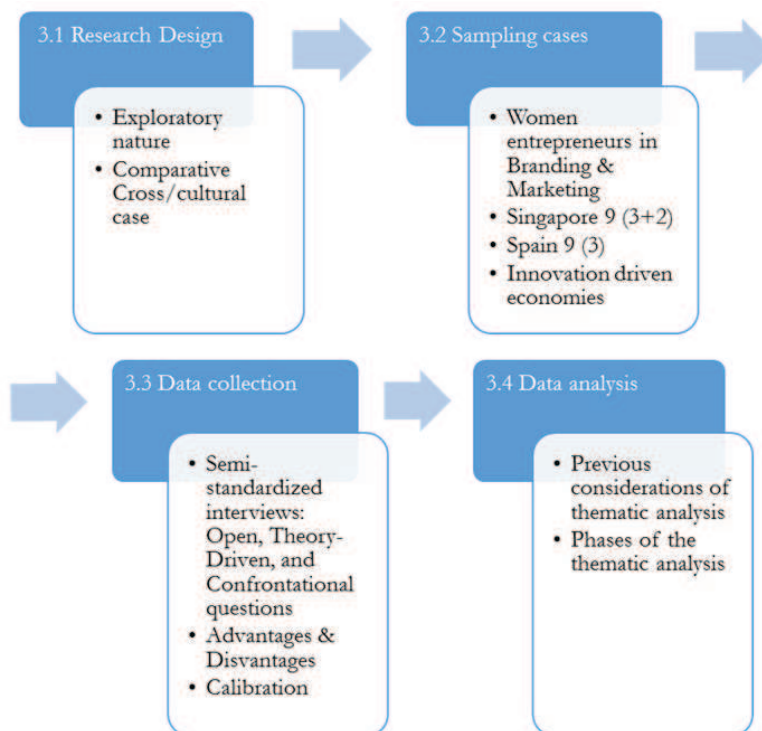 3.1 Research Design
• Exploratory
nature
• Comparative
Cross/cultural
case
3.2 Sampling cases
• Women
entrepreneurs in
Branding &
Marketing
• Singapore 9 (3+2)
• Spain 9 (3)
• Innovation driven
economies
3.3 Data collection
• Semi-
standardized
interviews:
Open, Theory-
Driven, and
Confrontational
questions
• Advantages &
Disvantages
• Calibration
3.4 Data analysis
• Previous
considerations of
thematic analysis
• Phases of the
thematic analysis